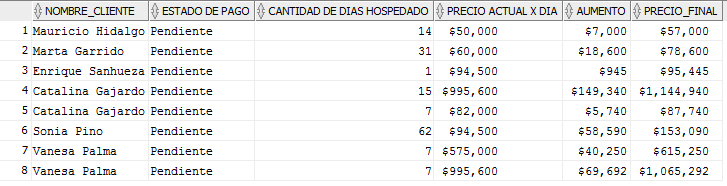 NOMBRE_CLIENTE ESTADO DE PAGO CANTIDAD DE DIAS HOSPEDADO PRECIO ACTUAL X DIA AUMENTO PRECIO_FINAL
1 Mauricio Hidalgo Pendiente 14 $50,000 $7,000 $57,000
2 Marta Garrido Pendiente 31 $60,000 $18,600 $78,600
3 Enrique Sanhueza Pendiente 1 $94,500 $945 $95,445
4 Catalina Gajardo Pendiente 15 $995,600 $149,340 $1,144,940
5 Catalina Gajardo Pendiente 7 $82,000 $5,740 $87,740
6 Sonia Pino Pendiente 62 $94,500 $58,590 $153,090
7 Vanesa Palma Pendiente 7 $575,000 $40,250 $615,250
8 Vanesa Palma Pendiente 7 $995,600 $69,692 $1,065,292